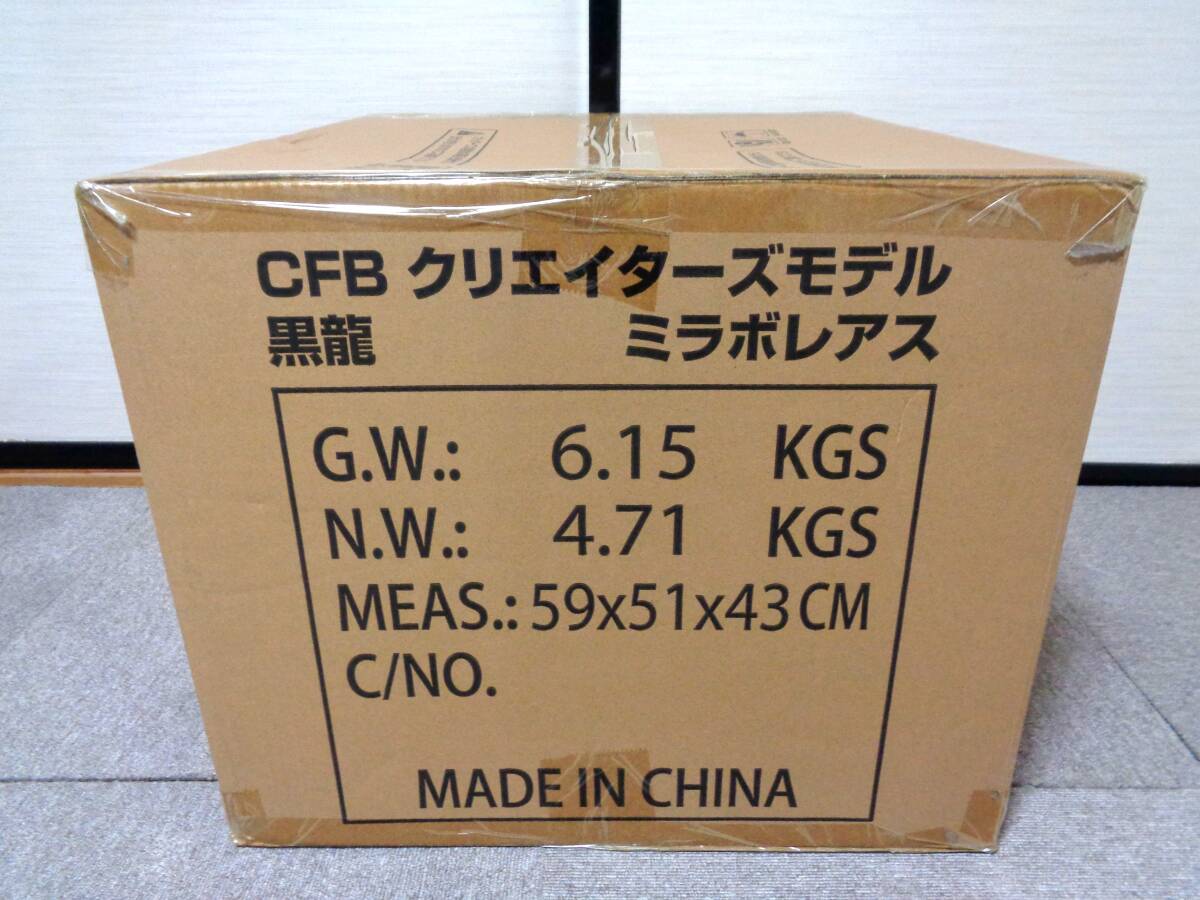 CFB クリエイターズモデル
黒龍 ミラボレアス
G.W.: 6.15 KGS
N.W.: 4.71 KGS
MEAS.: 59x51x43CM
C/NO.
MADE IN CHINA